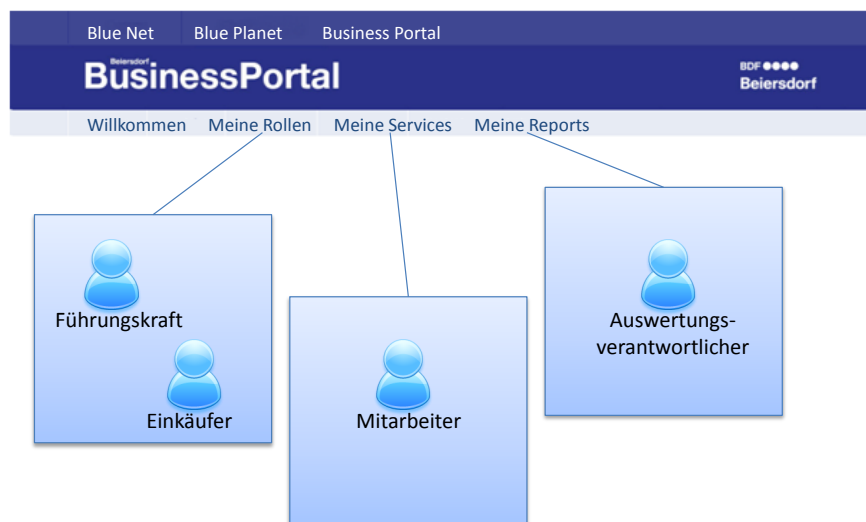 Blue Net Blue Planet Business Portal
Beiersdorf
BusinessPortal
BDF
Beiersdorf
Willkommen Meine Rollen Meine Services Meine Reports
Führungskraft
Einkäufer
Mitarbeiter
Auswertungs-
verantwortlicher